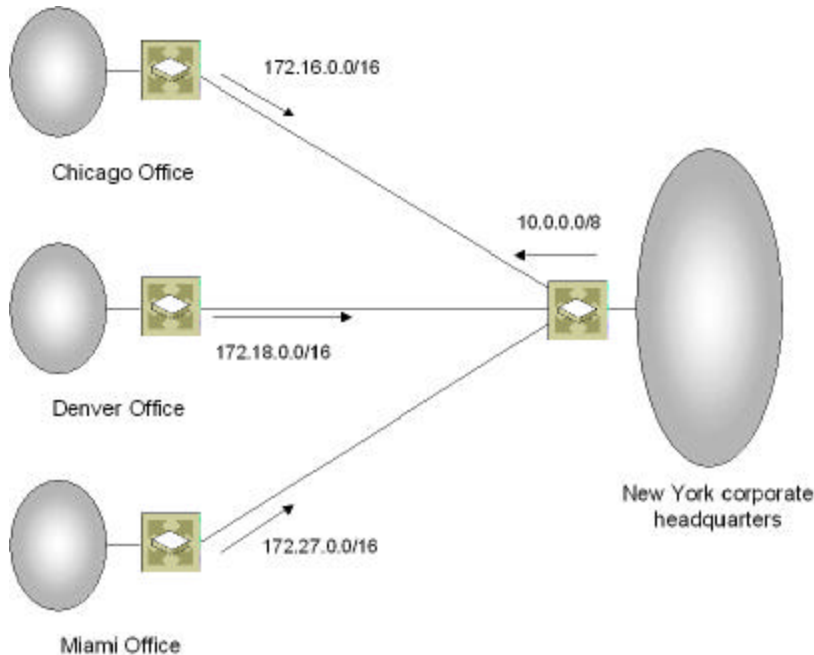 172.16.0.0/16
Chicago Office
10.0.0.0/8
172.18.0.0/16
Denver Office
New York corporate
headquarters
172.27.0.0/16
Miami Office